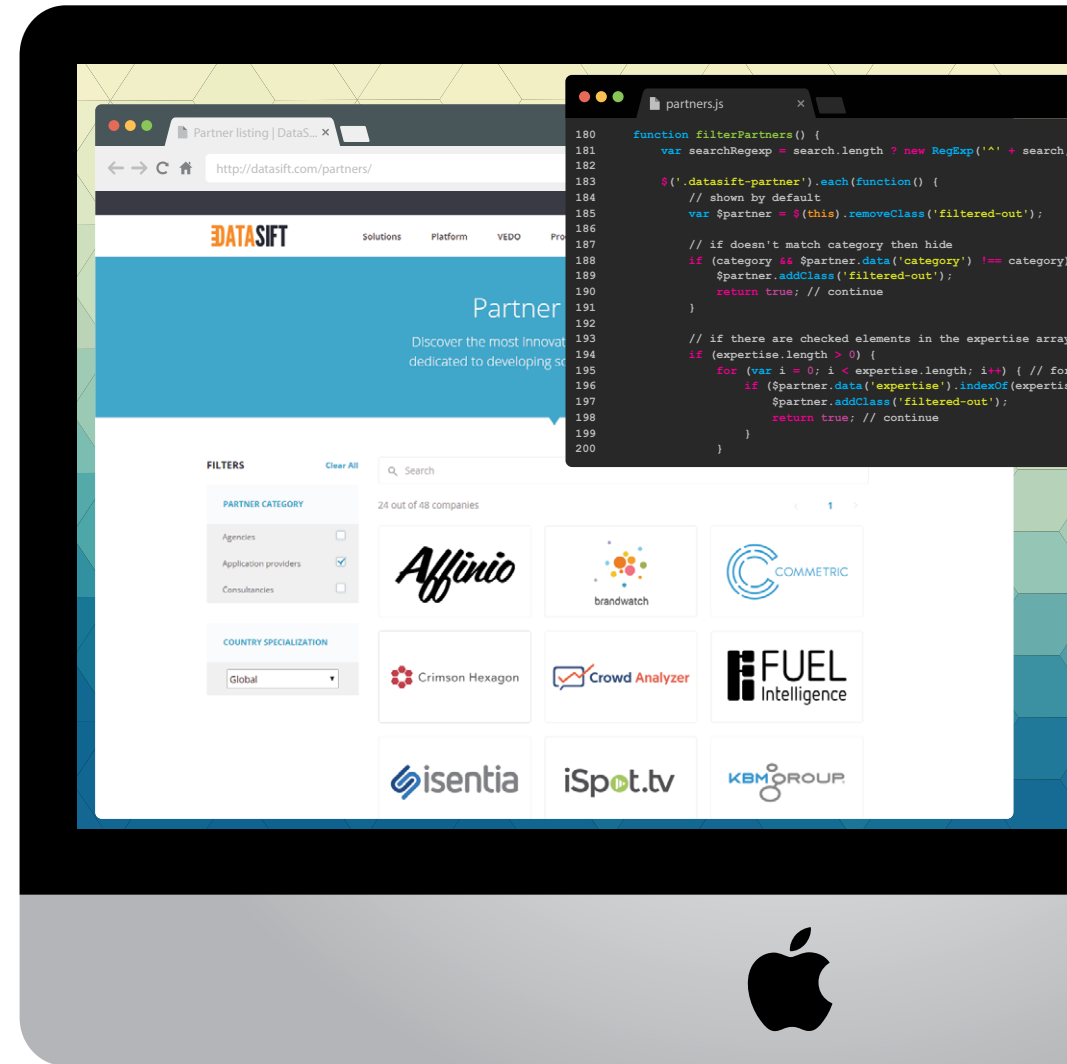 Partner listing | DataS...
http://datasift.com/partners/
DATASIFT
Solutions Platform VEDO Pro
Partner
Discover the most innovat
dedicated to developing so
FILTERS Clear All
PARTNER CATEGORY
Agencies
Application providers
Consultancies
COUNTRY SPECIALIZATION
Global
Search
24 out of 48 companies
1
Affinio
brandwatch
COMMETRIC
Crimson Hexagon
Crowd Analyzer
FUEL
Intelligence
isentia
iSpot.tv
KBM GROUP
partners.js
180 function filterPartners() {
181 var searchRegexp = search.length ? new RegExp('^' + search,
182
183 $('.datasift-partner').each(function() {
184 // shown by default
185 var $partner = $(this).removeClass('filtered-out');
186
187 // if doesn't match category then hide
188 if (category && $partner.data('category') !== category)
189 $partner.addClass('filtered-out');
190 return true; // continue
191 }
192
193 // if there are checked elements in the expertise array
194 if (expertise.length > 0) {
195 for (var i = 0; i < expertise.length; i++) { // for
196 if ($partner.data('expertise').indexOf(expertis
197 $partner.addClass('filtered-out');
198 return true; // continue
199 }
200 }